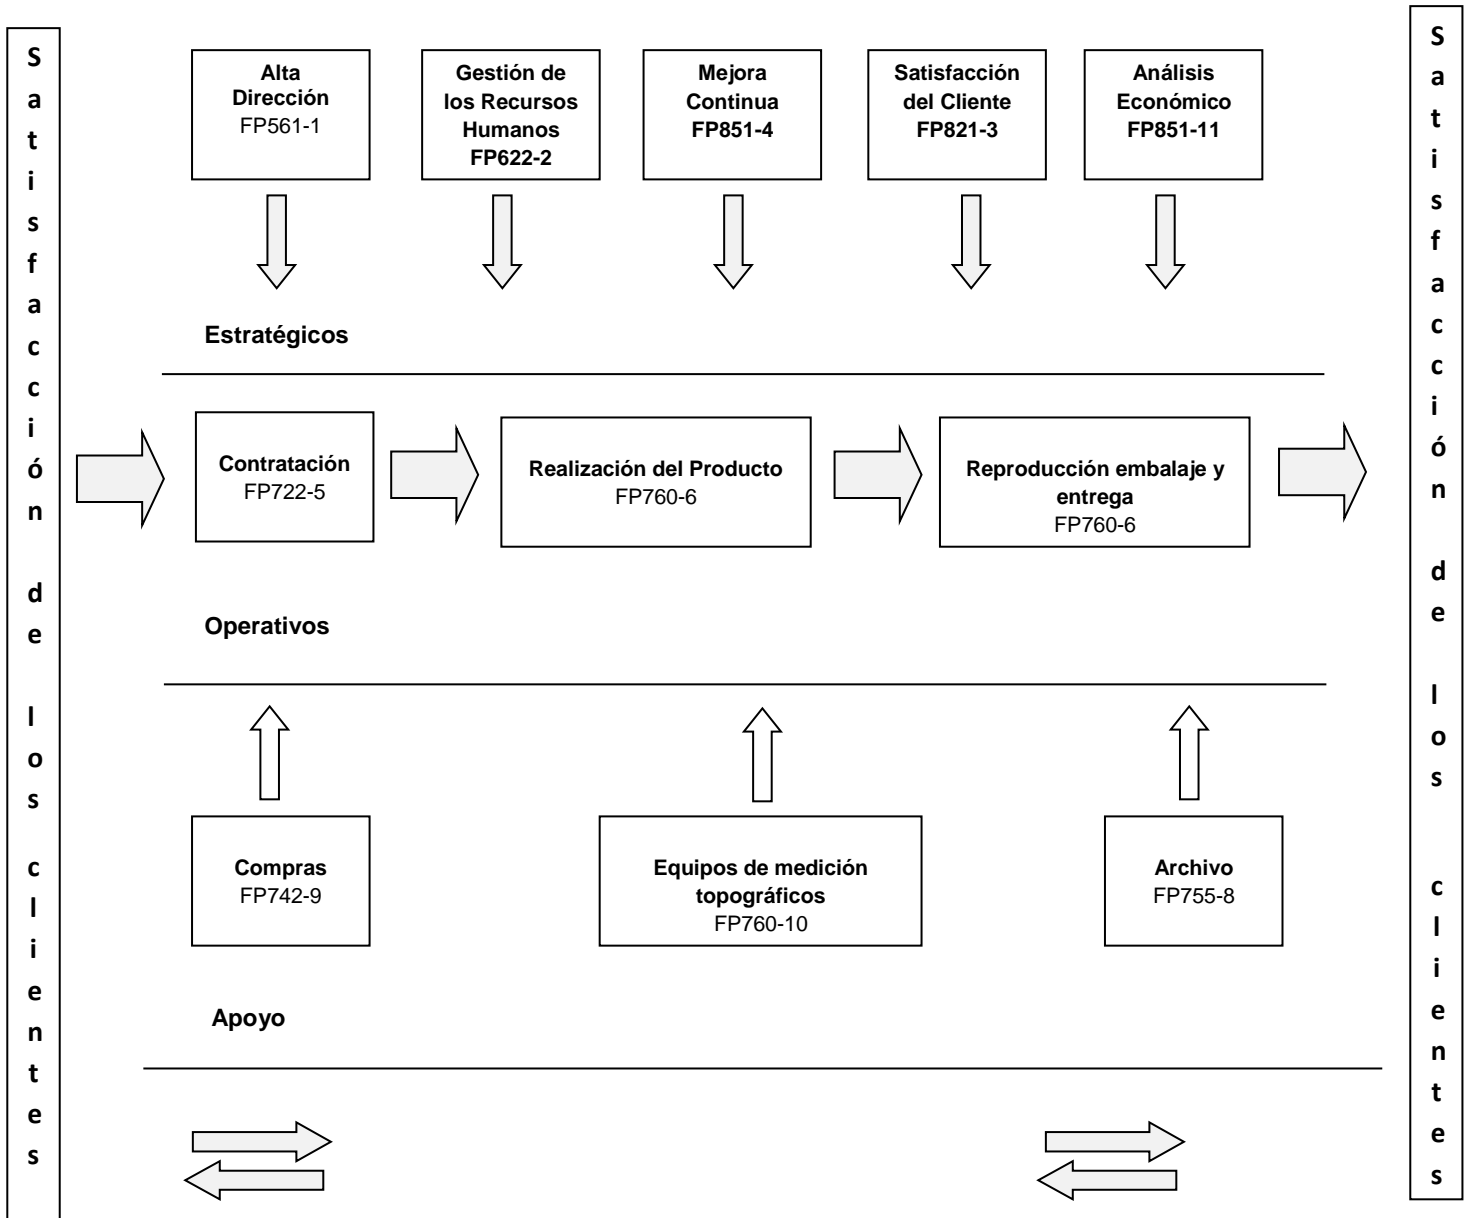 Satisfacción de los clientes
Alta
Dirección
FP561-1
Gestión de
los Recursos
Humanos
FP622-2
Mejora
Continua
FP851-4
Satisfacción
del Cliente
FP821-3
Análisis
Económico
FP851-11
Estratégicos
Contratación
FP722-5
Realización del Producto
FP760-6
Reproducción embalaje y
entrega
FP760-6
Operativos
Compras
FP742-9
Equipos de medición
topográficos
FP760-10
Archivo
FP755-8
Apoyo
Satisfacción de los clientes